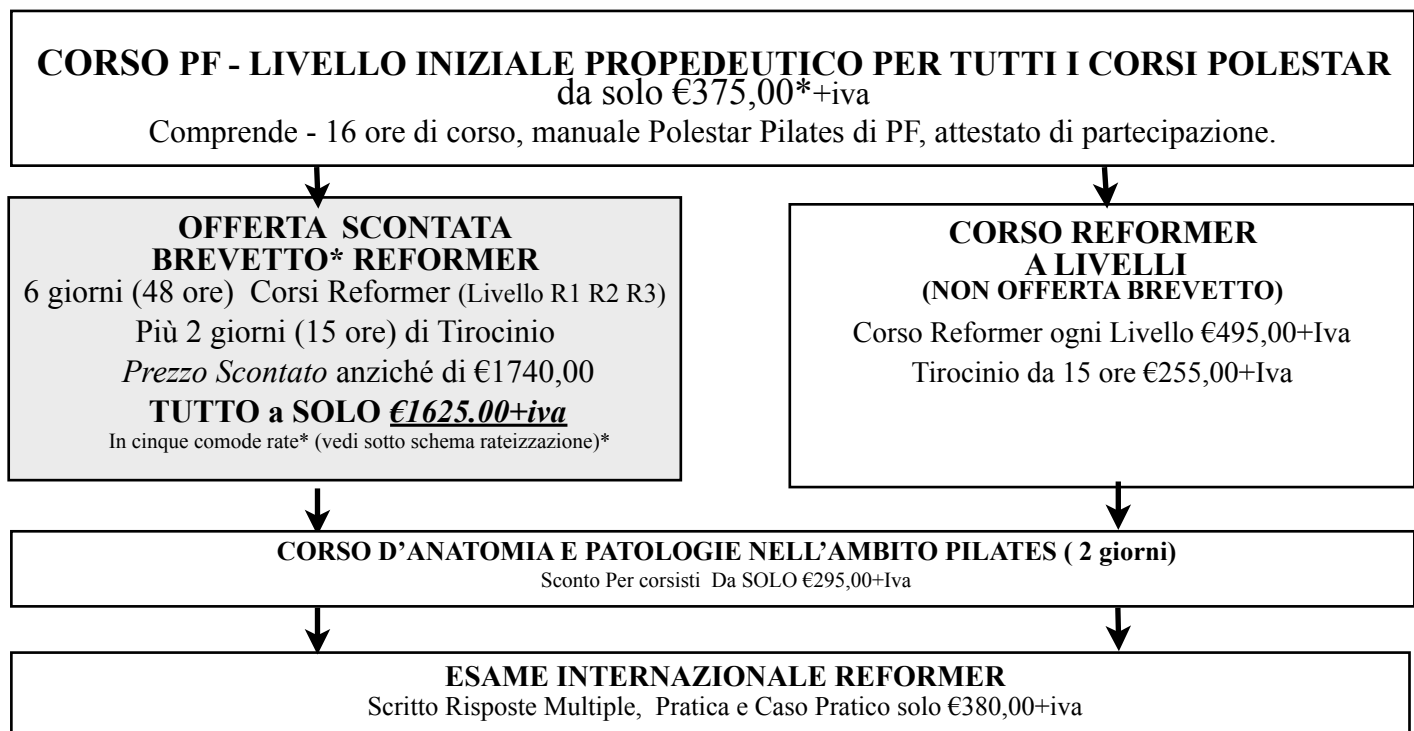 CORSO PF - LIVELLO INIZIALE PROPEDEUTICO PER TUTTI I CORSI POLESTAR
da solo €375,00*+iva
Comprende - 16 ore di corso, manuale Polestar Pilates di PF, attestato di partecipazione.
OFFERTA SCONTATA
BREVETTO* REFORMER
6 giorni (48 ore) Corsi Reformer (Livello R1 R2 R3)
Più 2 giorni (15 ore) di Tirocinio
Prezzo Scontato anziché di €1740,00
TUTTO a SOLO €1625.00+iva
In cinque comode rate* (vedi sotto schema rateizzazione)*
CORSO REFORMER
A LIVELLI
(NON OFFERTA BREVETTO)
Corso Reformer ogni Livello €495,00+Iva
Tirocinio da 15 ore €255,00+Iva
CORSO D'ANATOMIA E PATOLOGIE NELL'AMBITO PILATES ( 2 giorni)
Sconto Per corsisti Da SOLO €295,00+Iva
ESAME INTERNAZIONALE REFORMER
Scritto Risposte Multiple, Pratica e Caso Pratico solo €380,00+iva